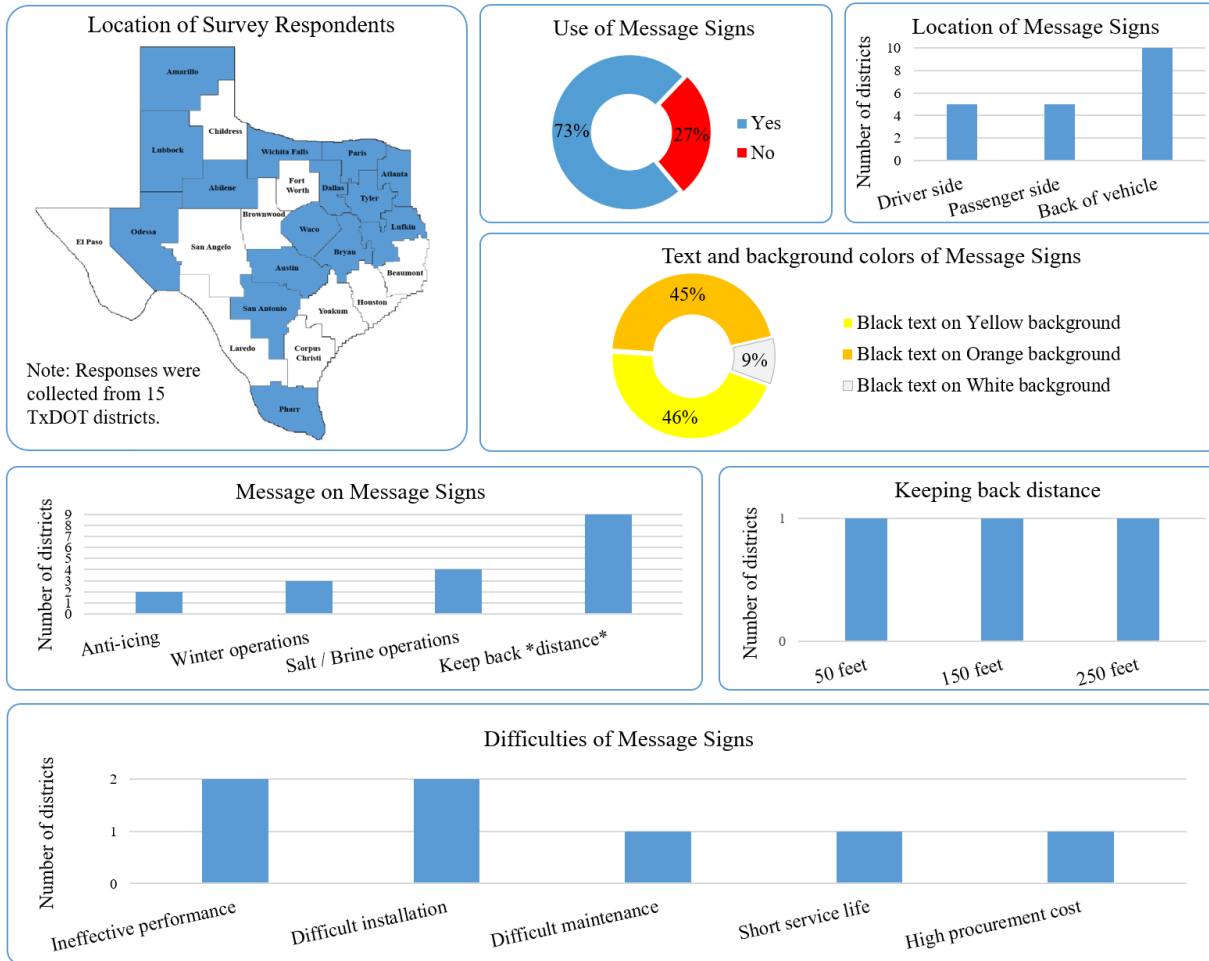 Location of Survey Respondents
Amarillo
Childress
Lubbock
Wichita Falls
Paris
Abilene
Fort
Worth
Dallas
Atlanta
Tyler
Brownwood
Odessa
El Paso
San Angelo
Waco
Lufkin
Bryan
Austin
Beaumont
Houston
San Antonio
Yoakum
Laredo
Corpus
Christi
Pharr
Note: Responses were
collected from 15
TxDOT districts.
Use of Message Signs
73%
27%
Yes
No
Location of Message Signs
Number of districts
10
8
6
4
2
0
Driver side
Passenger side
Back of vehicle
Text and background colors of Message Signs
45%
9%
46%
Black text on Yellow background
Black text on Orange background
Black text on White background
Message on Message Signs
Number of districts
9
8
7
6
5
4
3
2
1
0
Anti-icing
Winter operations
Salt / Brine operations
Keep back *distance*
Keeping back distance
Number of districts
1
0
50 feet
150 feet
250 feet
Difficulties of Message Signs
Number of districts
2
1
0
Ineffective performance
Difficult installation
Difficult maintenance
Short service life
High procurement cost